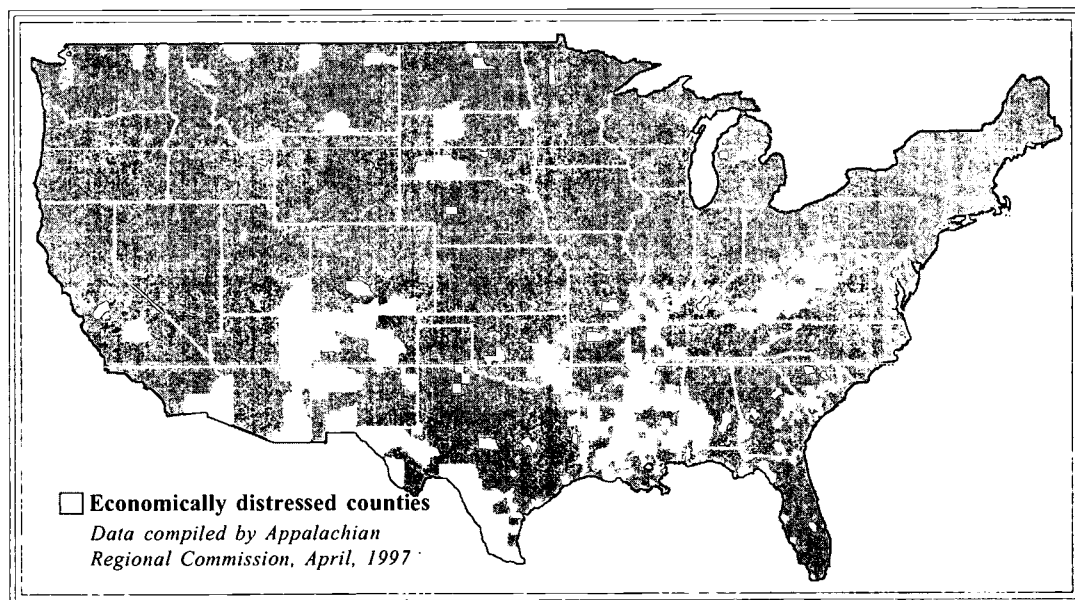 Economically distressed counties
Data compiled by Appalachian
Regional Commission, April, 1997